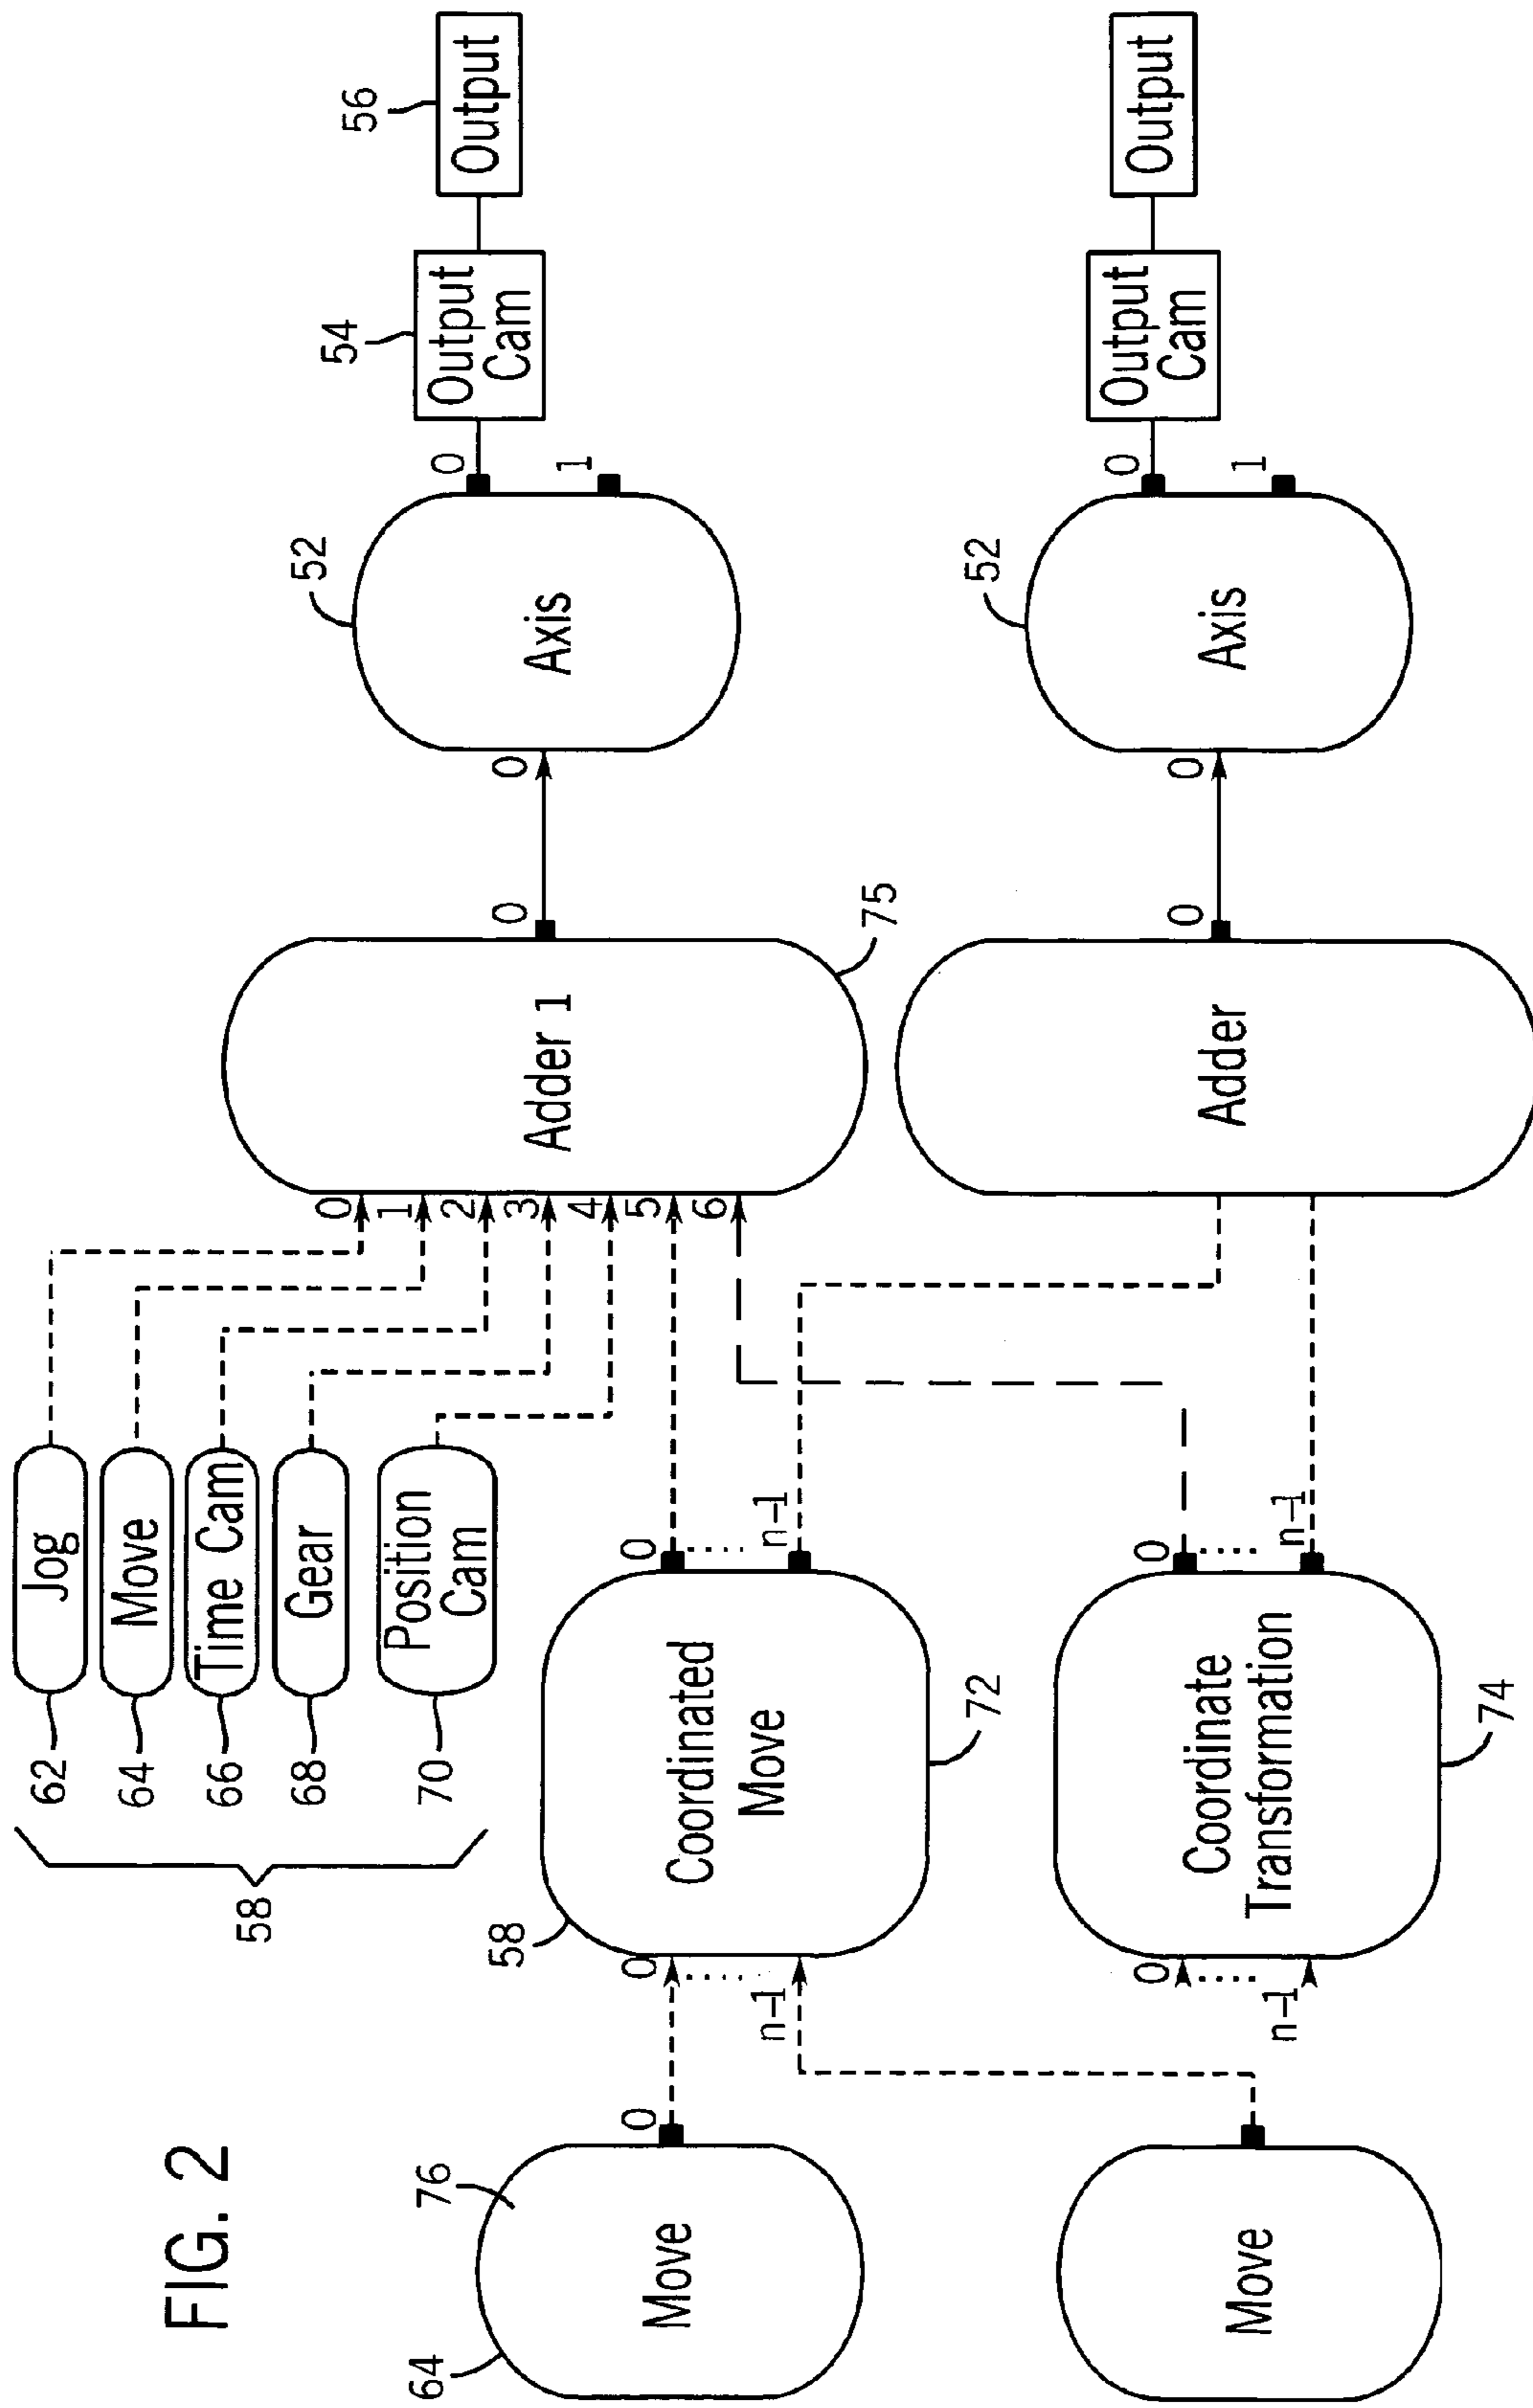 FIG. 2
62
Jog
64
Move
66
Time Cam
68
Gear
70
Position
Cam
58
0
1
2
3
4
5
6
Adder 1
75
0
0
52
Axis
0
1
54
Output
Cam
56
Output
64
76
Move
0
58
0
n-1
Coordinated
Move
72
0
n-1
Move
0
n-1
Coordinate
Transformation
74
0
n-1
Adder
0
0
52
Axis
0
1
Output
Cam
Output